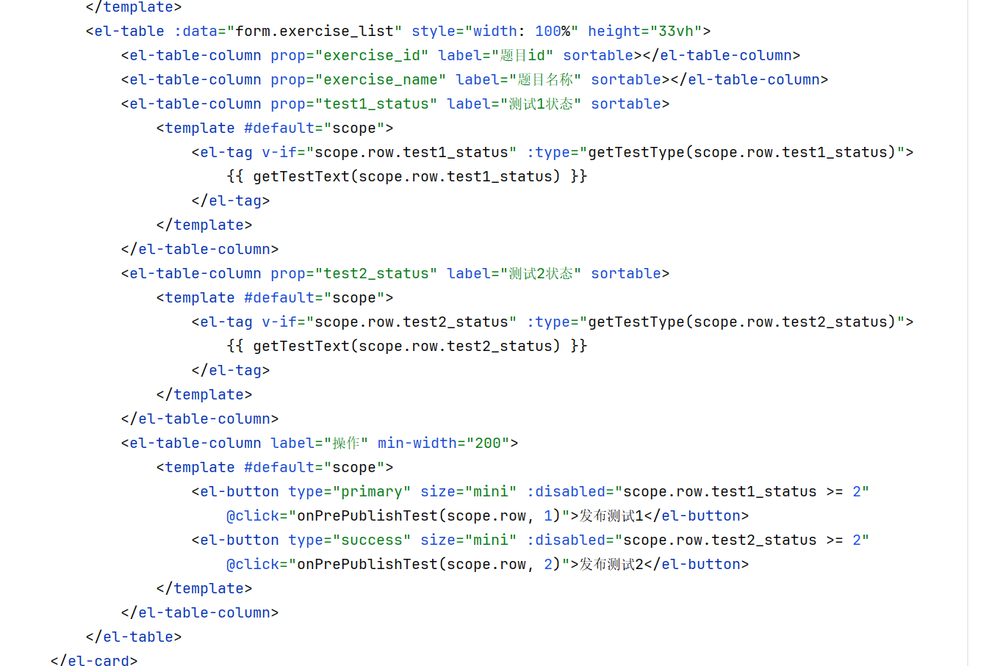 </template>
<el-table :data="form.exercise_list" style="width: 100%" height="33vh">
<el-table-column prop="exercise_id" label="题目id" sortable></el-table-column>
<el-table-column prop="exercise_name" label="题目名称" sortable></el-table-column>
<el-table-column prop="test1_status" label="测试1状态" sortable>
<template #default="scope">
<el-tag v-if="scope.row.test1_status" :type="getTestType(scope.row.test1_status)">
{{ getTestText(scope.row.test1_status) }}
</el-tag>
</template>
</el-table-column>
<el-table-column prop="test2_status" label="测试2状态" sortable>
<template #default="scope">
<el-tag v-if="scope.row.test2_status" :type="getTestType(scope.row.test2_status)">
{{ getTestText(scope.row.test2_status) }}
</el-tag>
</template>
</el-table-column>
<el-table-column label="操作" min-width="200">
<template #default="scope">
<el-button type="primary" size="mini" :disabled="scope.row.test1_status >= 2"
@click="onPrePublishTest(scope.row, 1)">发布测试1</el-button>
<el-button type="success" size="mini" :disabled="scope.row.test2_status >= 2"
@click="onPrePublishTest(scope.row, 2)">发布测试2</el-button>
</template>
</el-table-column>
</el-table>
</el-card>